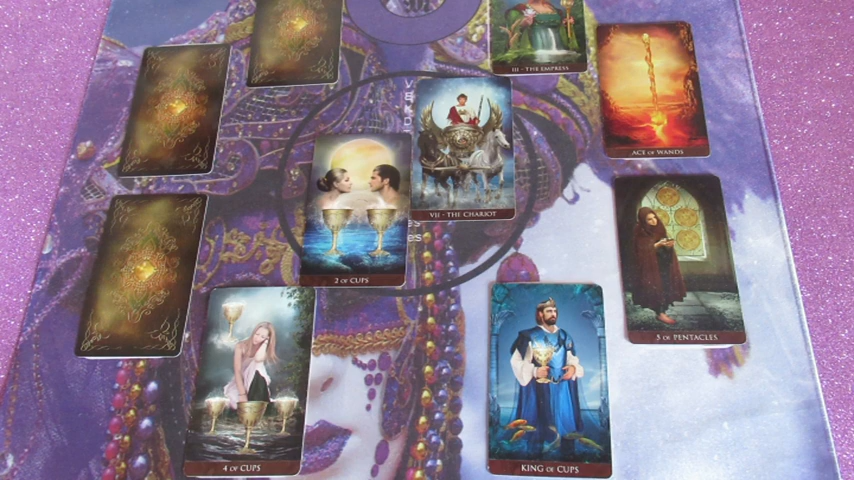 III - THE EMPRESS
ACE OF WANDS
VII - THE CHARIOT
2 OF CUPS
5 OF PENTACLES
4 OF CUPS
KING OF CUPS